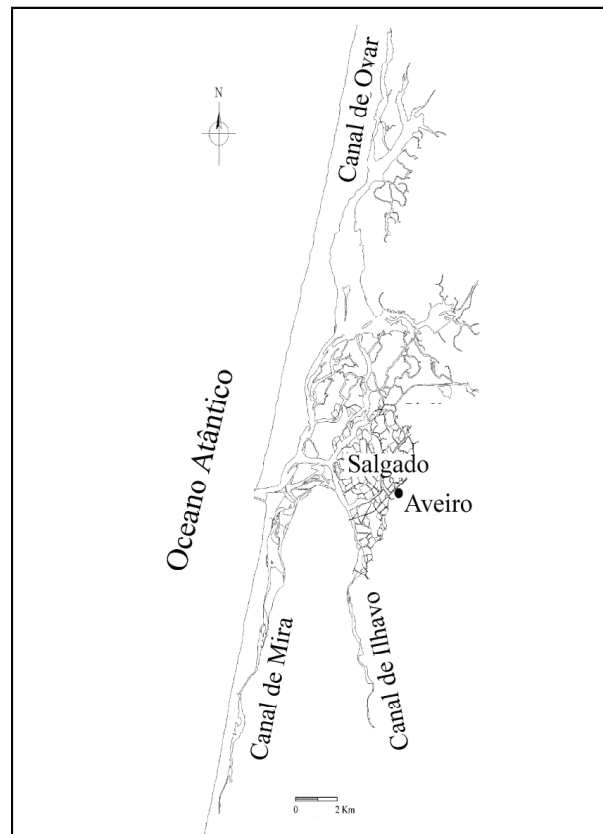 N
Canal de Ovar
Oceano Atântico
Salgado
Aveiro
Canal de Mira
Canal de Ilhavo
0 2 Km